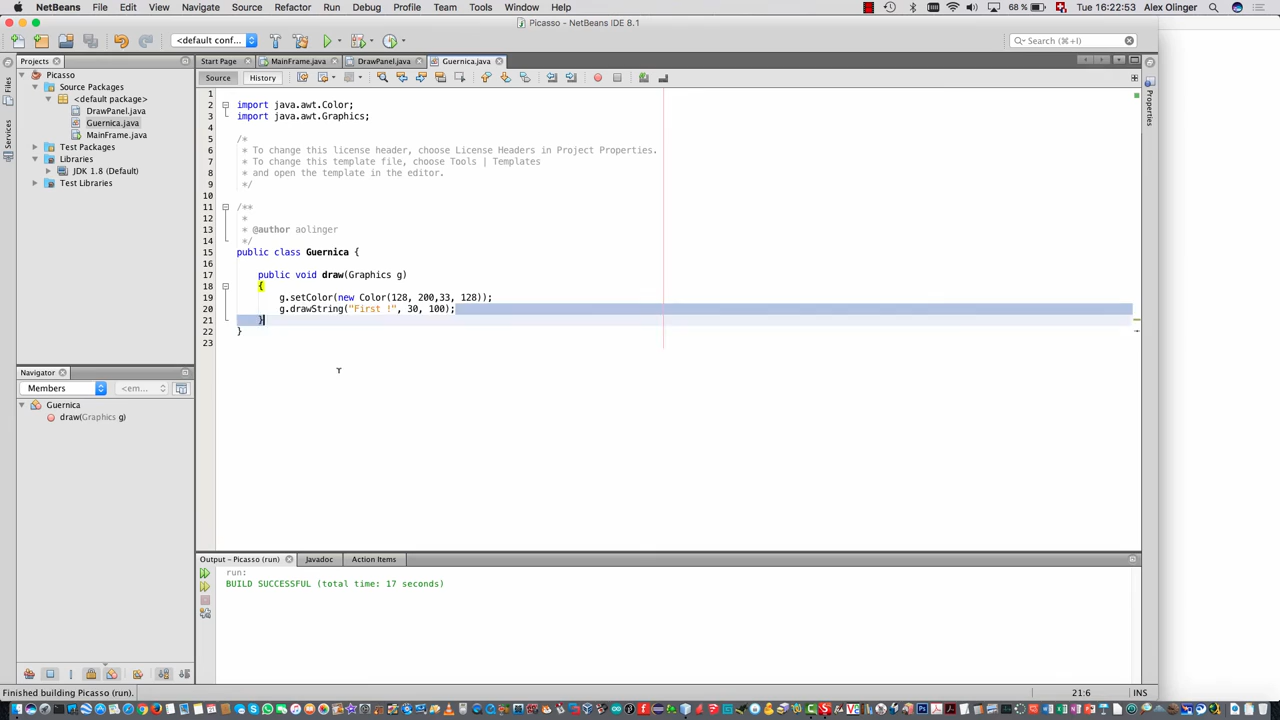 NetBeans File Edit View Navigate Source Refactor Run Debug Profile Team Tools Window Help 68 % Tue 16:22:53 Alex Olinger
Picasso - NetBeans IDE 8.1
<default conf... Search (⌘+I)
Projects Start Page MainFrame.java DrawPanel.java Guernica.java
Source History
Files
Services
Properties
Picasso
Source Packages
<default package>
DrawPanel.java
Guernica.java
MainFrame.java
Test Packages
Libraries
JDK 1.8 (Default)
Test Libraries
1
2 import java.awt.Color;
3 import java.awt.Graphics;
4
5 /*
6 * To change this license header, choose License Headers in Project Properties.
7 * To change this template file, choose Tools | Templates
8 * and open the template in the editor.
9 */
10
11 /**
12 *
13 * @author aolinger
14 */
15 public class Guernica {
16
17 public void draw(Graphics g)
18 {
19 g.setColor(new Color(128, 200,33, 128));
20 g.drawString("First !", 30, 100);
21 }
22 }
23
Navigator
Members <em...
Guernica
draw(Graphics g)
Output - Picasso (run) Javadoc Action Items
run:
BUILD SUCCESSFUL (total time: 17 seconds)
Finished building Picasso (run). 21:6 INS